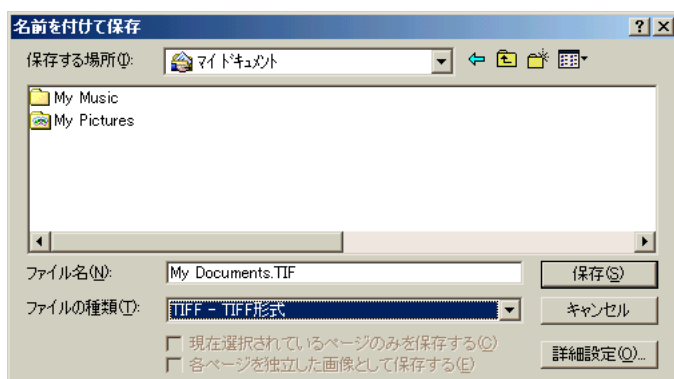 名前を付けて保存
保存する場所(I):
マイ ドキュメント
My Music
My Pictures
ファイル名(N):
My Documents.TIF
保存(S)
ファイルの種類(T):
TIFF - TIFF形式
キャンセル
現在選択されているページのみを保存する(C)
各ページを独立した画像として保存する(E)
詳細設定(O)...